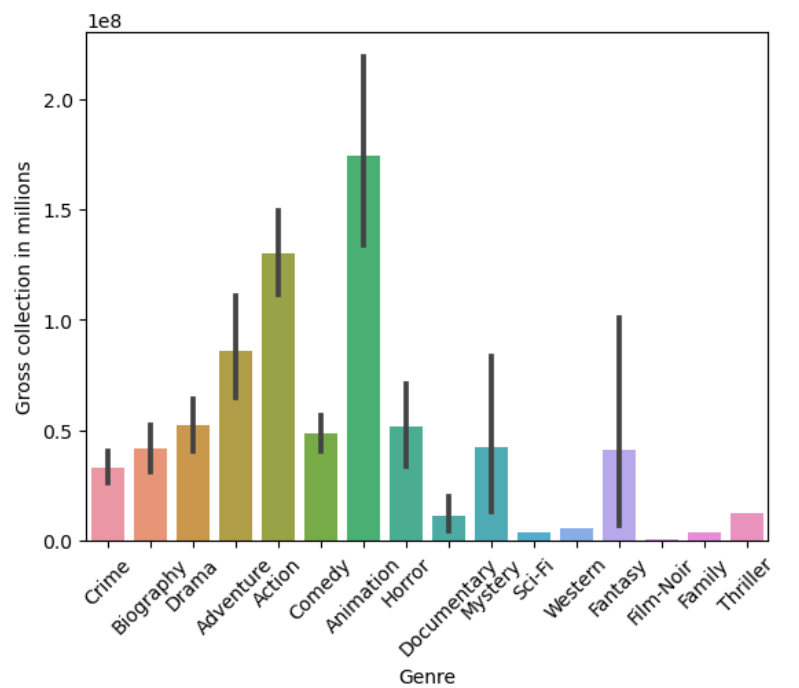 1e8
2.0
1.5
1.0
0.5
0.0
Gross collection in millions
Crime
Biography
Drama
Adventure
Action
Comedy
Animation
Horror
Documentary
Mystery
Sci-Fi
Western
Fantasy
Film-Noir
Family
Thriller
Genre